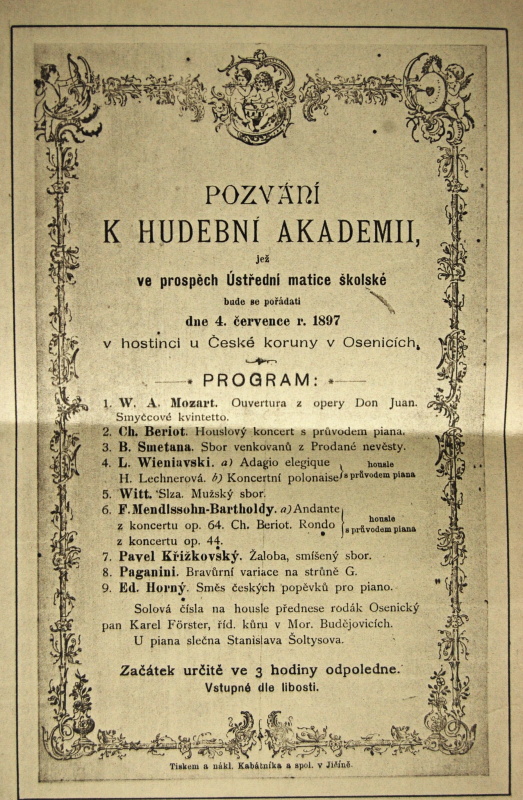 POZVÁNÍ
K HUDEBNÍ AKADEMII,
jež
ve prospěch Ústřední matice školské
bude se pořádati
dne 4. července r. 1897
v hostinci u České koruny v Osenicích.
PROGRAM:
1. W. A. Mozart. Ouvertura z opery Don Juan.
Smyčcové kvintetto.
2. Ch. Beriot. Houslový koncert s průvodem piana.
3. B. Smetana. Sbor venkovanů z Prodané nevěsty.
4. L. Wieniavski. a) Adagio elegique
H. Lechnerová. b) Koncertní polonaise
housle
s průvodem piana
5. Witt. Slza. Mužský sbor.
6. F. Mendlssohn-Bartholdy. a) Andante
z koncertu op. 64. Ch. Beriot. Rondo
z koncertu op. 44.
housle
s průvodem piana
7. Pavel Křižkovský. Žaloba, smíšený sbor.
8. Paganini. Bravûrní variace na struně G.
9. Ed. Horný. Směs českých popěvků pro piano.
Solová čísla na housle přednese rodák Osenický
pan Karel Förster, říd. kůru v Mor. Budějovicích.
U piana slečna Stanislava Šoltysova.
Začátek určitě ve 3 hodiny odpoledne.
Vstupné dle libosti.
Tiskem a nákl. Kabátníka a spol. v Jičíně.